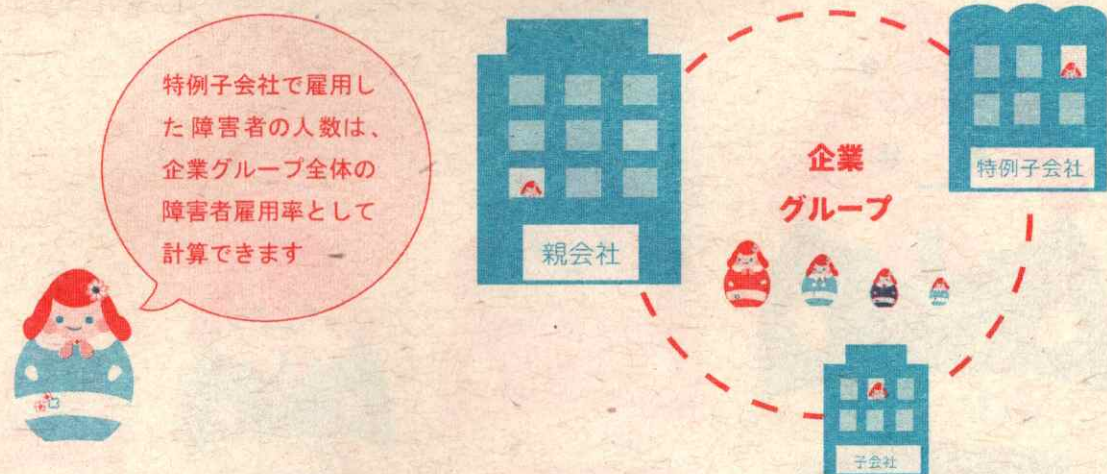 特例子会社で雇用し
た障害者の人数は、
企業グループ全体の
障害者雇用率として
計算できます
親会社
企業
グループ
特例子会社
子会社